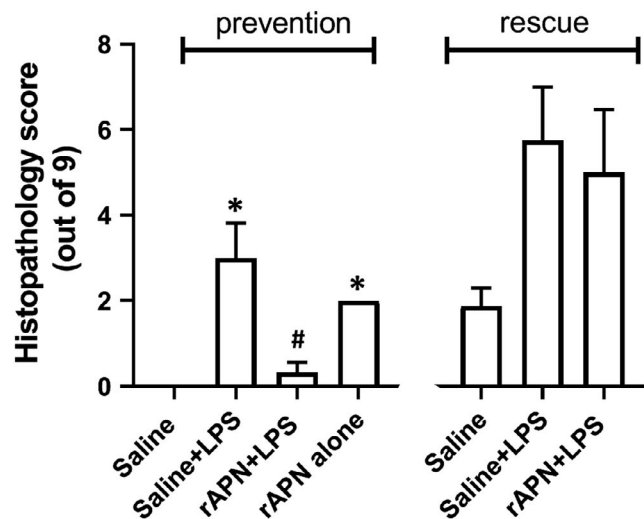 prevention
rescue
Histopathology score
(out of 9)
8
6
4
2
0
*
#
*
Saline
Saline+LPS
rAPN+LPS
rAPN alone
Saline
Saline+LPS
rAPN+LPS